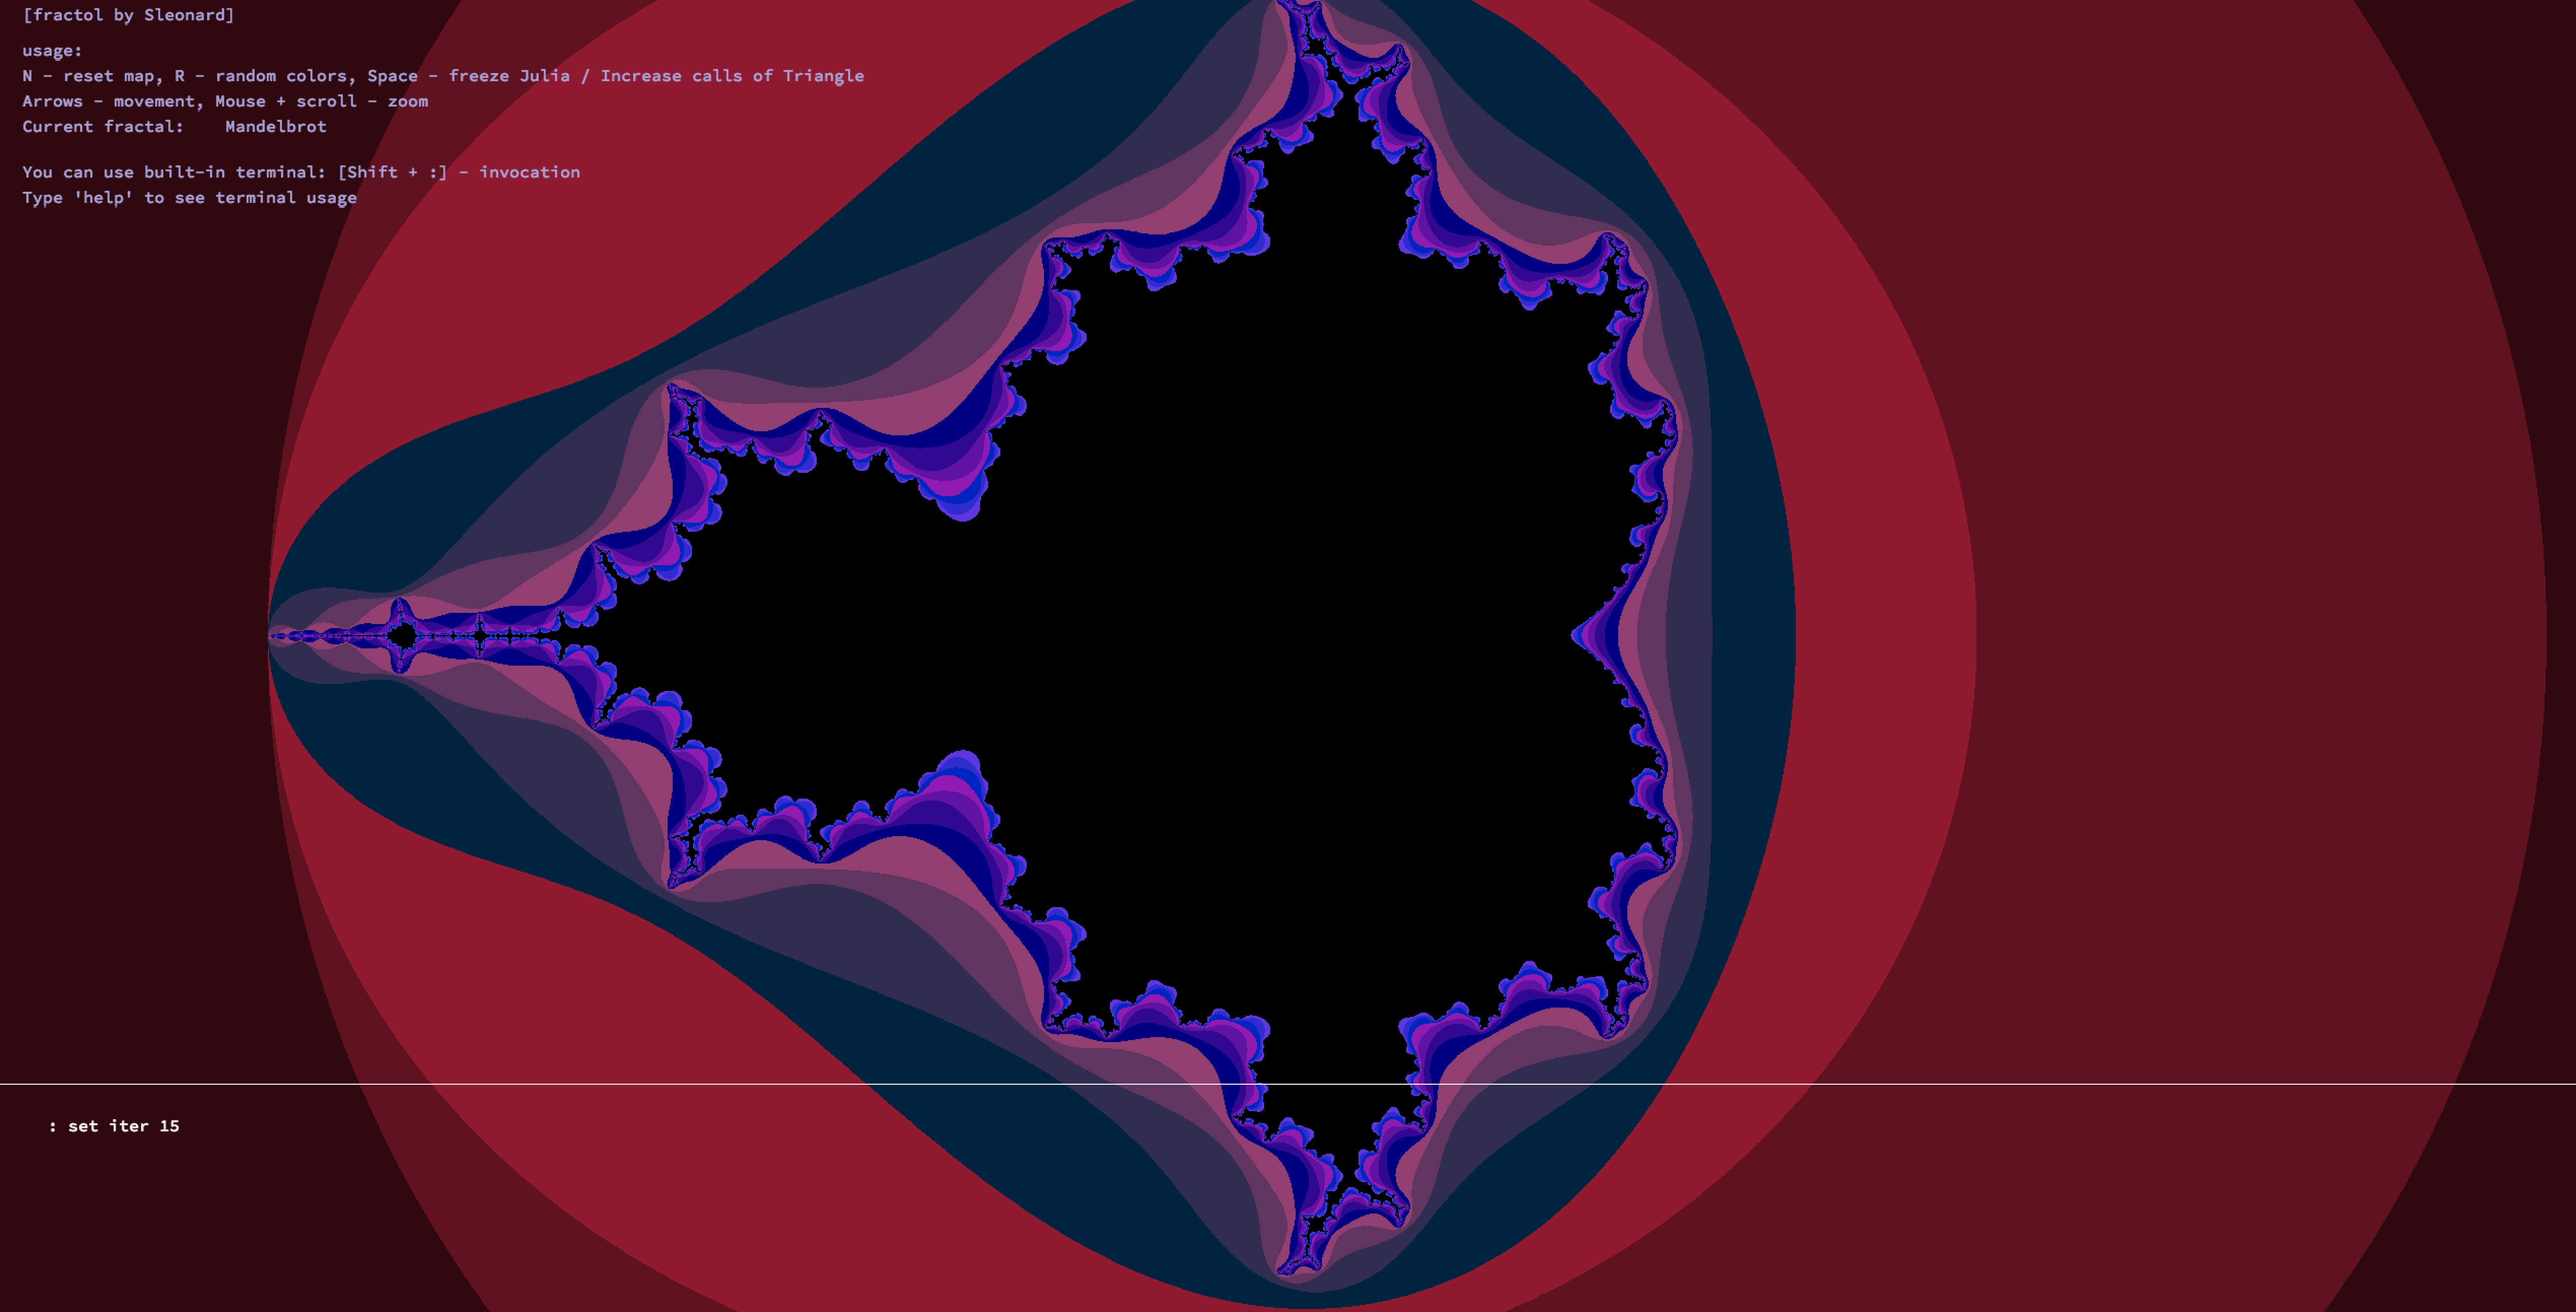 [fractol by Sleonard]
usage:
N - reset map, R - random colors, Space - freeze Julia / Increase calls of Triangle
Arrows - movement, Mouse + scroll - zoom
Current fractal:    Mandelbrot
You can use built-in terminal: [Shift + :] - invocation
Type 'help' to see terminal usage
: set iter 15